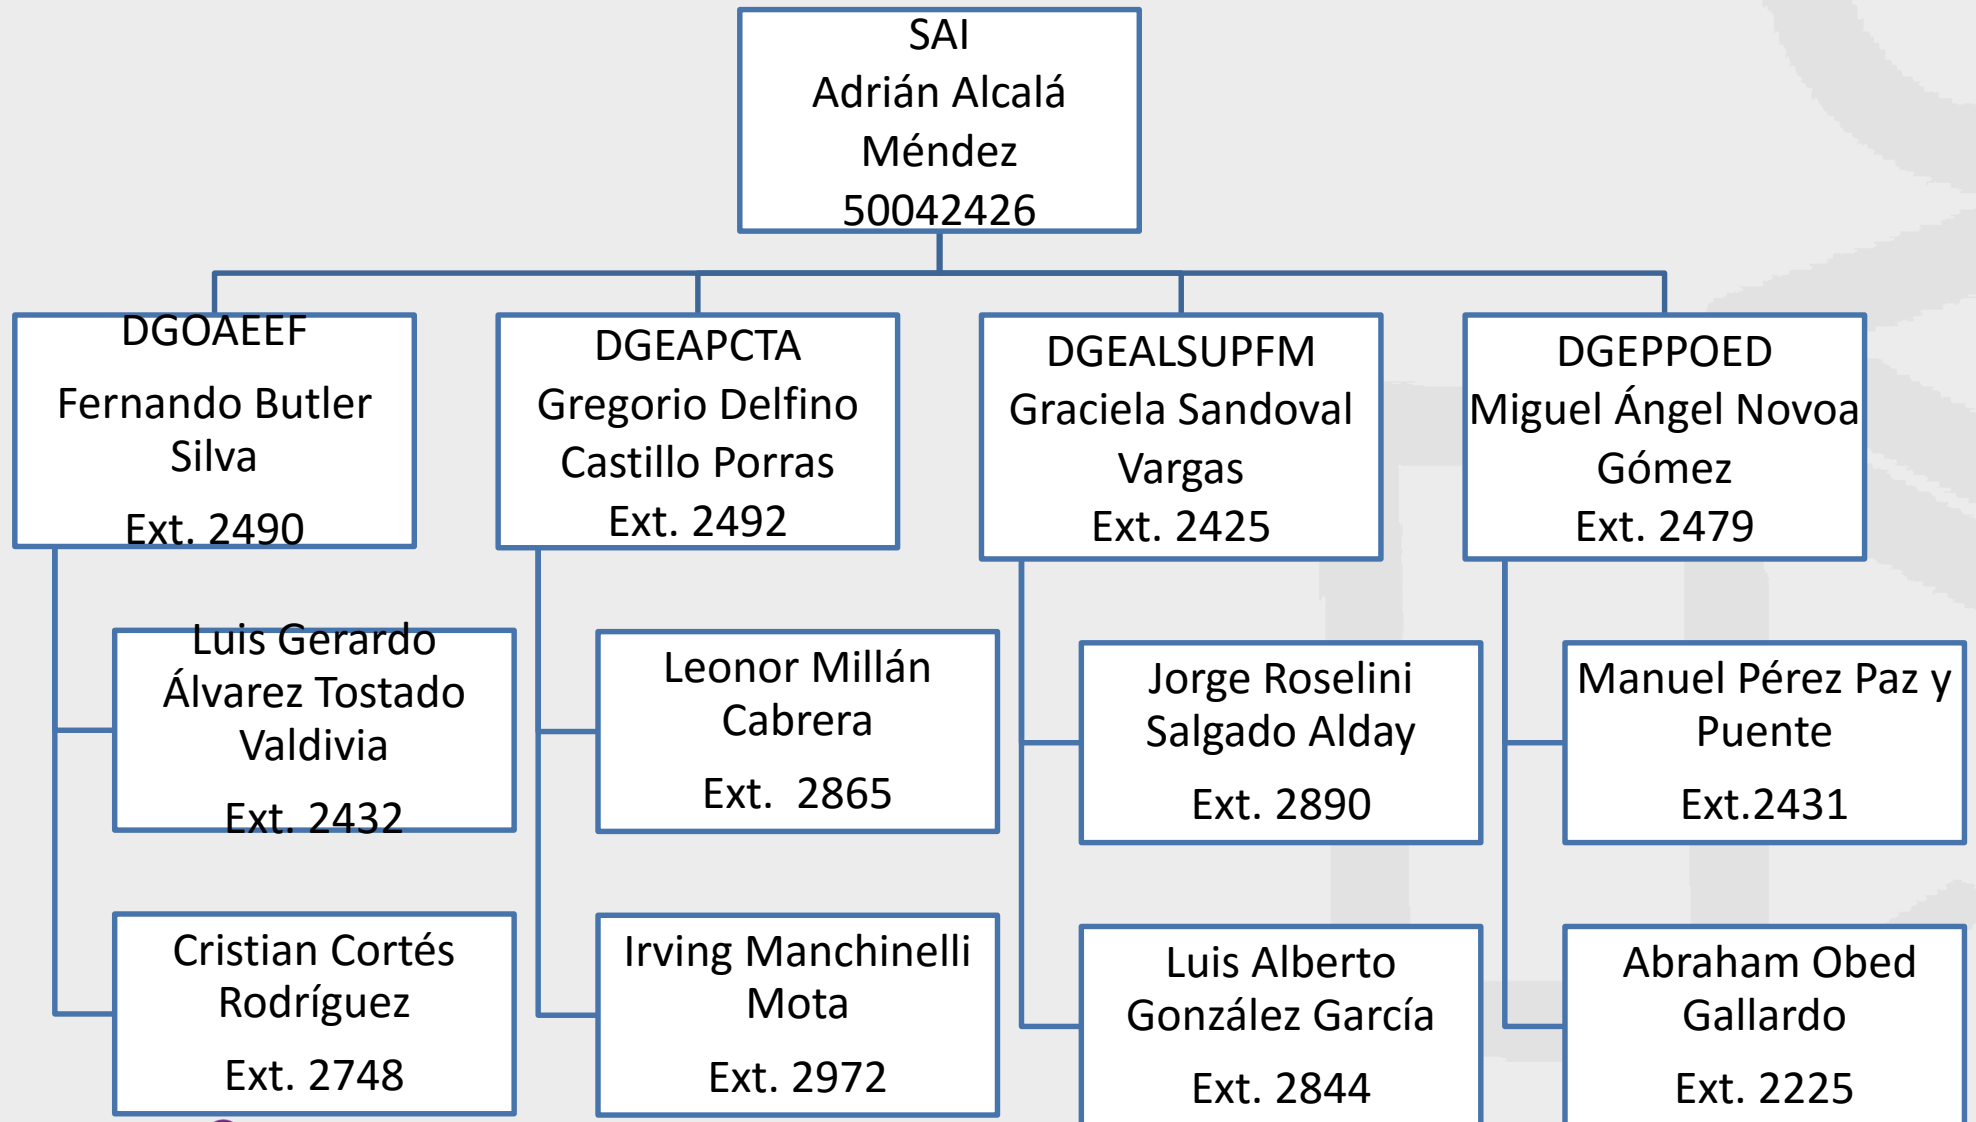 SAI
Adrián Alcalá
Méndez
50042426
DGOAEEF
Fernando Butler
Silva
Ext. 2490
DGEAPCTA
Gregorio Delfino
Castillo Porras
Ext. 2492
DGEALSUPFM
Graciela Sandoval
Vargas
Ext. 2425
DGEPPOED
Miguel Ángel Novoa
Gómez
Ext. 2479
Luis Gerardo
Álvarez Tostado
Valdivia
Ext. 2432
Leonor Millán
Cabrera
Ext.  2865
Jorge Roselini
Salgado Alday
Ext. 2890
Manuel Pérez Paz y
Puente
Ext.2431
Cristian Cortés
Rodríguez
Ext. 2748
Irving Manchinelli
Mota
Ext. 2972
Luis Alberto
González García
Ext. 2844
Abraham Obed
Gallardo
Ext. 2225